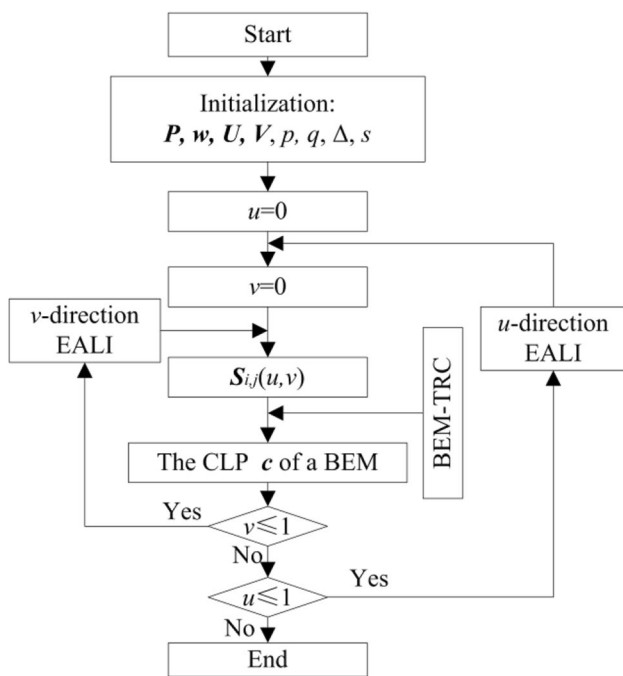 Start
Initialization:
P, w, U, V, p, q, Δ, s
u=0
v=0
v-direction
EALI
u-direction
EALI
S_{i,j}(u,v)
BEM-TRC
The CLP c of a BEM
Yes
v⩽1
No
Yes
u⩽1
No
End